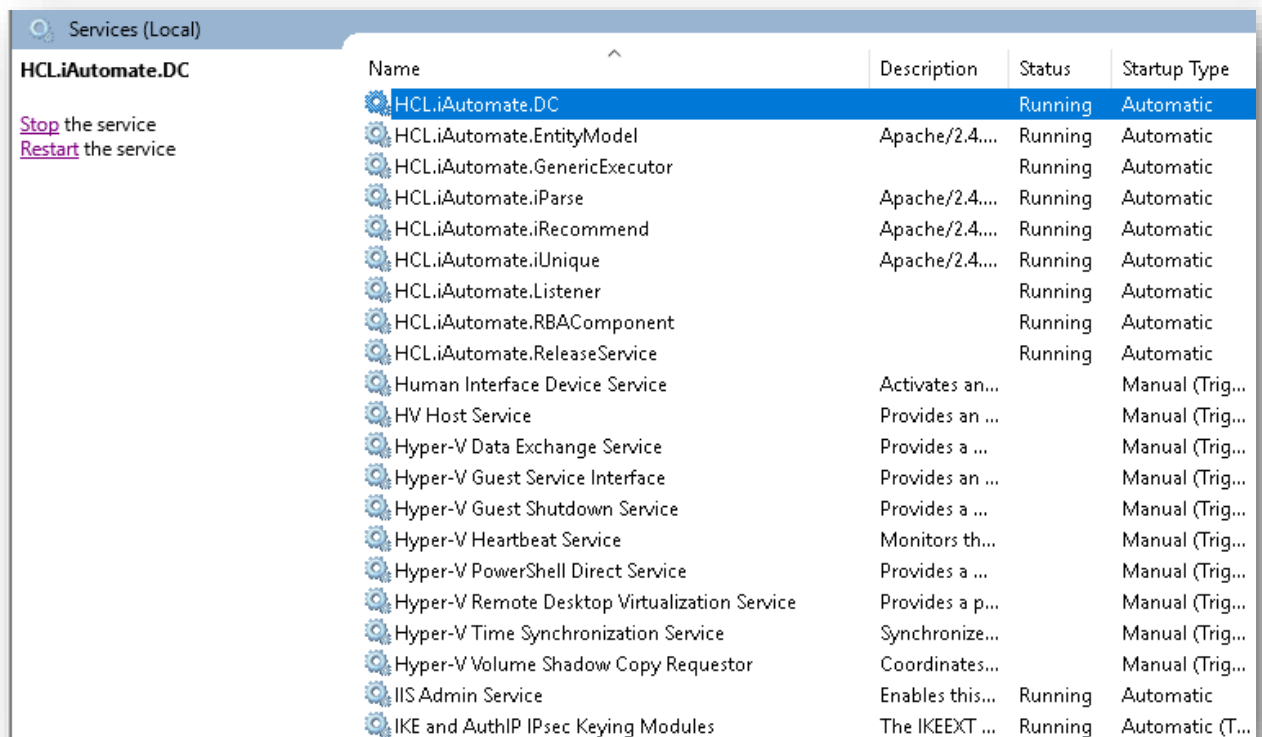 Services (Local)
HCL.iAutomate.DC
Stop the service
Restart the service
Name Description Status Startup Type
HCL.iAutomate.DC Running Automatic
HCL.iAutomate.EntityModel Apache/2.4.... Running Automatic
HCL.iAutomate.GenericExecutor Running Automatic
HCL.iAutomate.iParse Apache/2.4.... Running Automatic
HCL.iAutomate.iRecommend Apache/2.4.... Running Automatic
HCL.iAutomate.iUnique Apache/2.4.... Running Automatic
HCL.iAutomate.Listener Running Automatic
HCL.iAutomate.RBAComponent Running Automatic
HCL.iAutomate.ReleaseService Running Automatic
Human Interface Device Service Activates an... Manual (Trig...
HV Host Service Provides an ... Manual (Trig...
Hyper-V Data Exchange Service Provides a ... Manual (Trig...
Hyper-V Guest Service Interface Provides an ... Manual (Trig...
Hyper-V Guest Shutdown Service Provides a ... Manual (Trig...
Hyper-V Heartbeat Service Monitors th... Manual (Trig...
Hyper-V PowerShell Direct Service Provides a ... Manual (Trig...
Hyper-V Remote Desktop Virtualization Service Provides a p... Manual (Trig...
Hyper-V Time Synchronization Service Synchronize... Manual (Trig...
Hyper-V Volume Shadow Copy Requestor Coordinates... Manual (Trig...
IIS Admin Service Enables this... Running Automatic
IKE and AuthIP IPsec Keying Modules The IKEEXT ... Running Automatic (T...